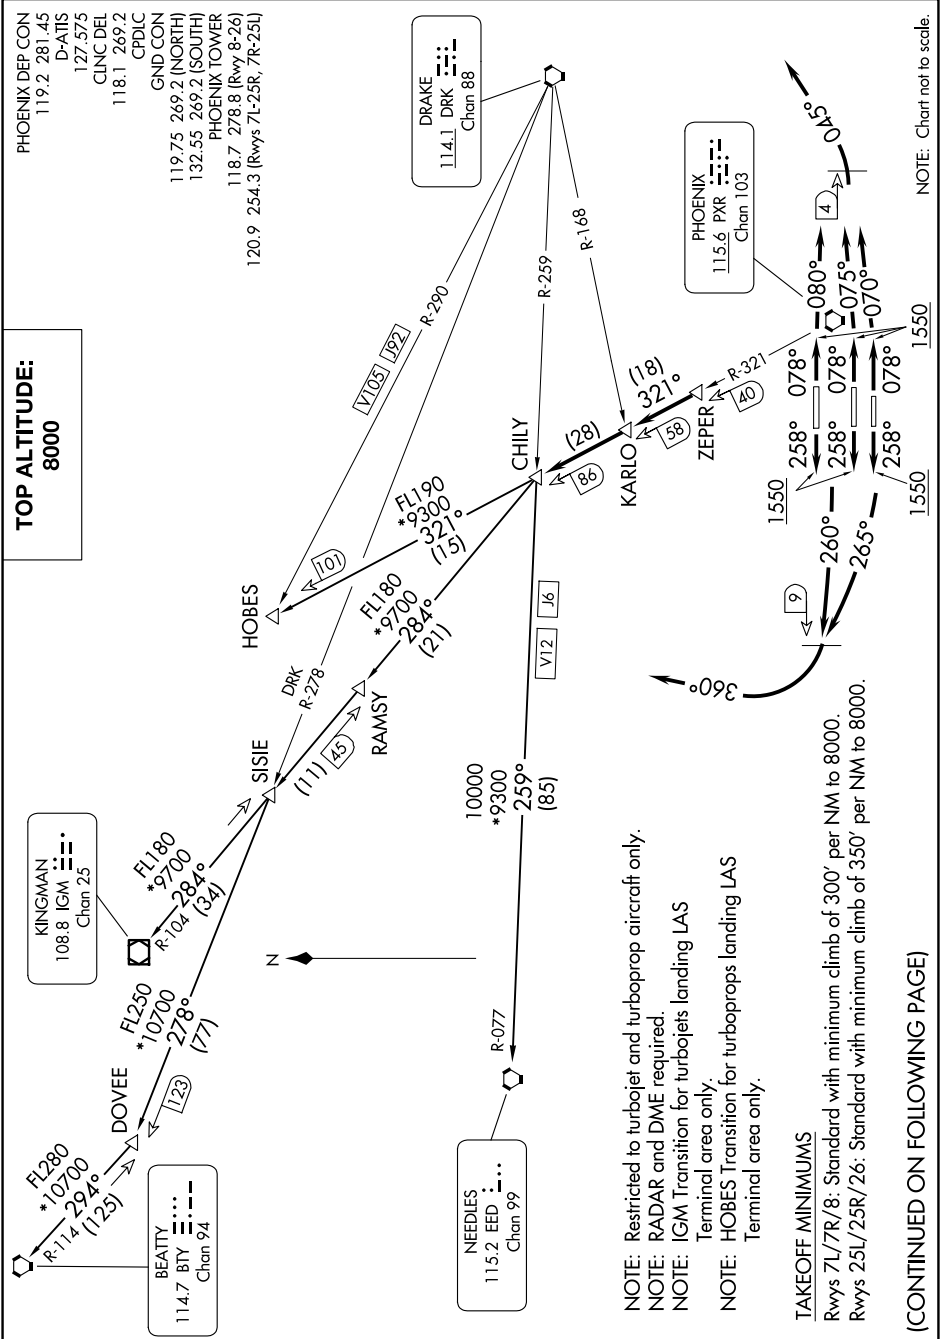 TOP ALTITUDE:
8000
PHOENIX DEP CON
119.2 281.45
D-ATIS
127.575
CLNC DEL
118.1 269.2
CPDLC
GND CON
119.75 269.2 (NORTH)
132.55 269.2 (SOUTH)
PHOENIX TOWER
118.7 278.8 (Rwy 8-26)
120.9 254.3 (Rwys 7L-25R, 7R-25L)
BEATTY
114.7 BTY
Chan 94
R-114
FL280
*10700
294°
(125)
DOVEE
123
FL250
*10700
278°
(77)
KINGMAN
108.8 IGM
Chan 25
R-104
FL180
*9700
284°
(34)
SISIE
(11)
45
DRK
R-278
RAMSY
FL180
*9700
284°
(21)
HOBES
101
FL190
*9300
321°
(15)
V105
J92
R-290
DRAKE
114.1 DRK
Chan 88
R-259
R-168
N
NEEDLES
115.2 EED
Chan 99
R-077
10000
*9300
259°
(85)
V12
J6
CHILY
86
(28)
KARLO
58
(18)
321°
ZEPER
40
R-321
PHOENIX
115.6 PXR
Chan 103
360°
9
260°
265°
1550
1550
258°
258°
258°
078°
078°
078°
1550
080°
075°
070°
4
045°
NOTE: Chart not to scale.
NOTE: Restricted to turbojet and turboprop aircraft only.
NOTE: RADAR and DME required.
NOTE: IGM Transition for turbojets landing LAS
Terminal area only.
NOTE: HOBES Transition for turboprops landing LAS
Terminal area only.
TAKEOFF MINIMUMS
Rwys 7L/7R/8: Standard with minimum climb of 300' per NM to 8000.
Rwys 25L/25R/26: Standard with minimum climb of 350' per NM to 8000.
(CONTINUED ON FOLLOWING PAGE)